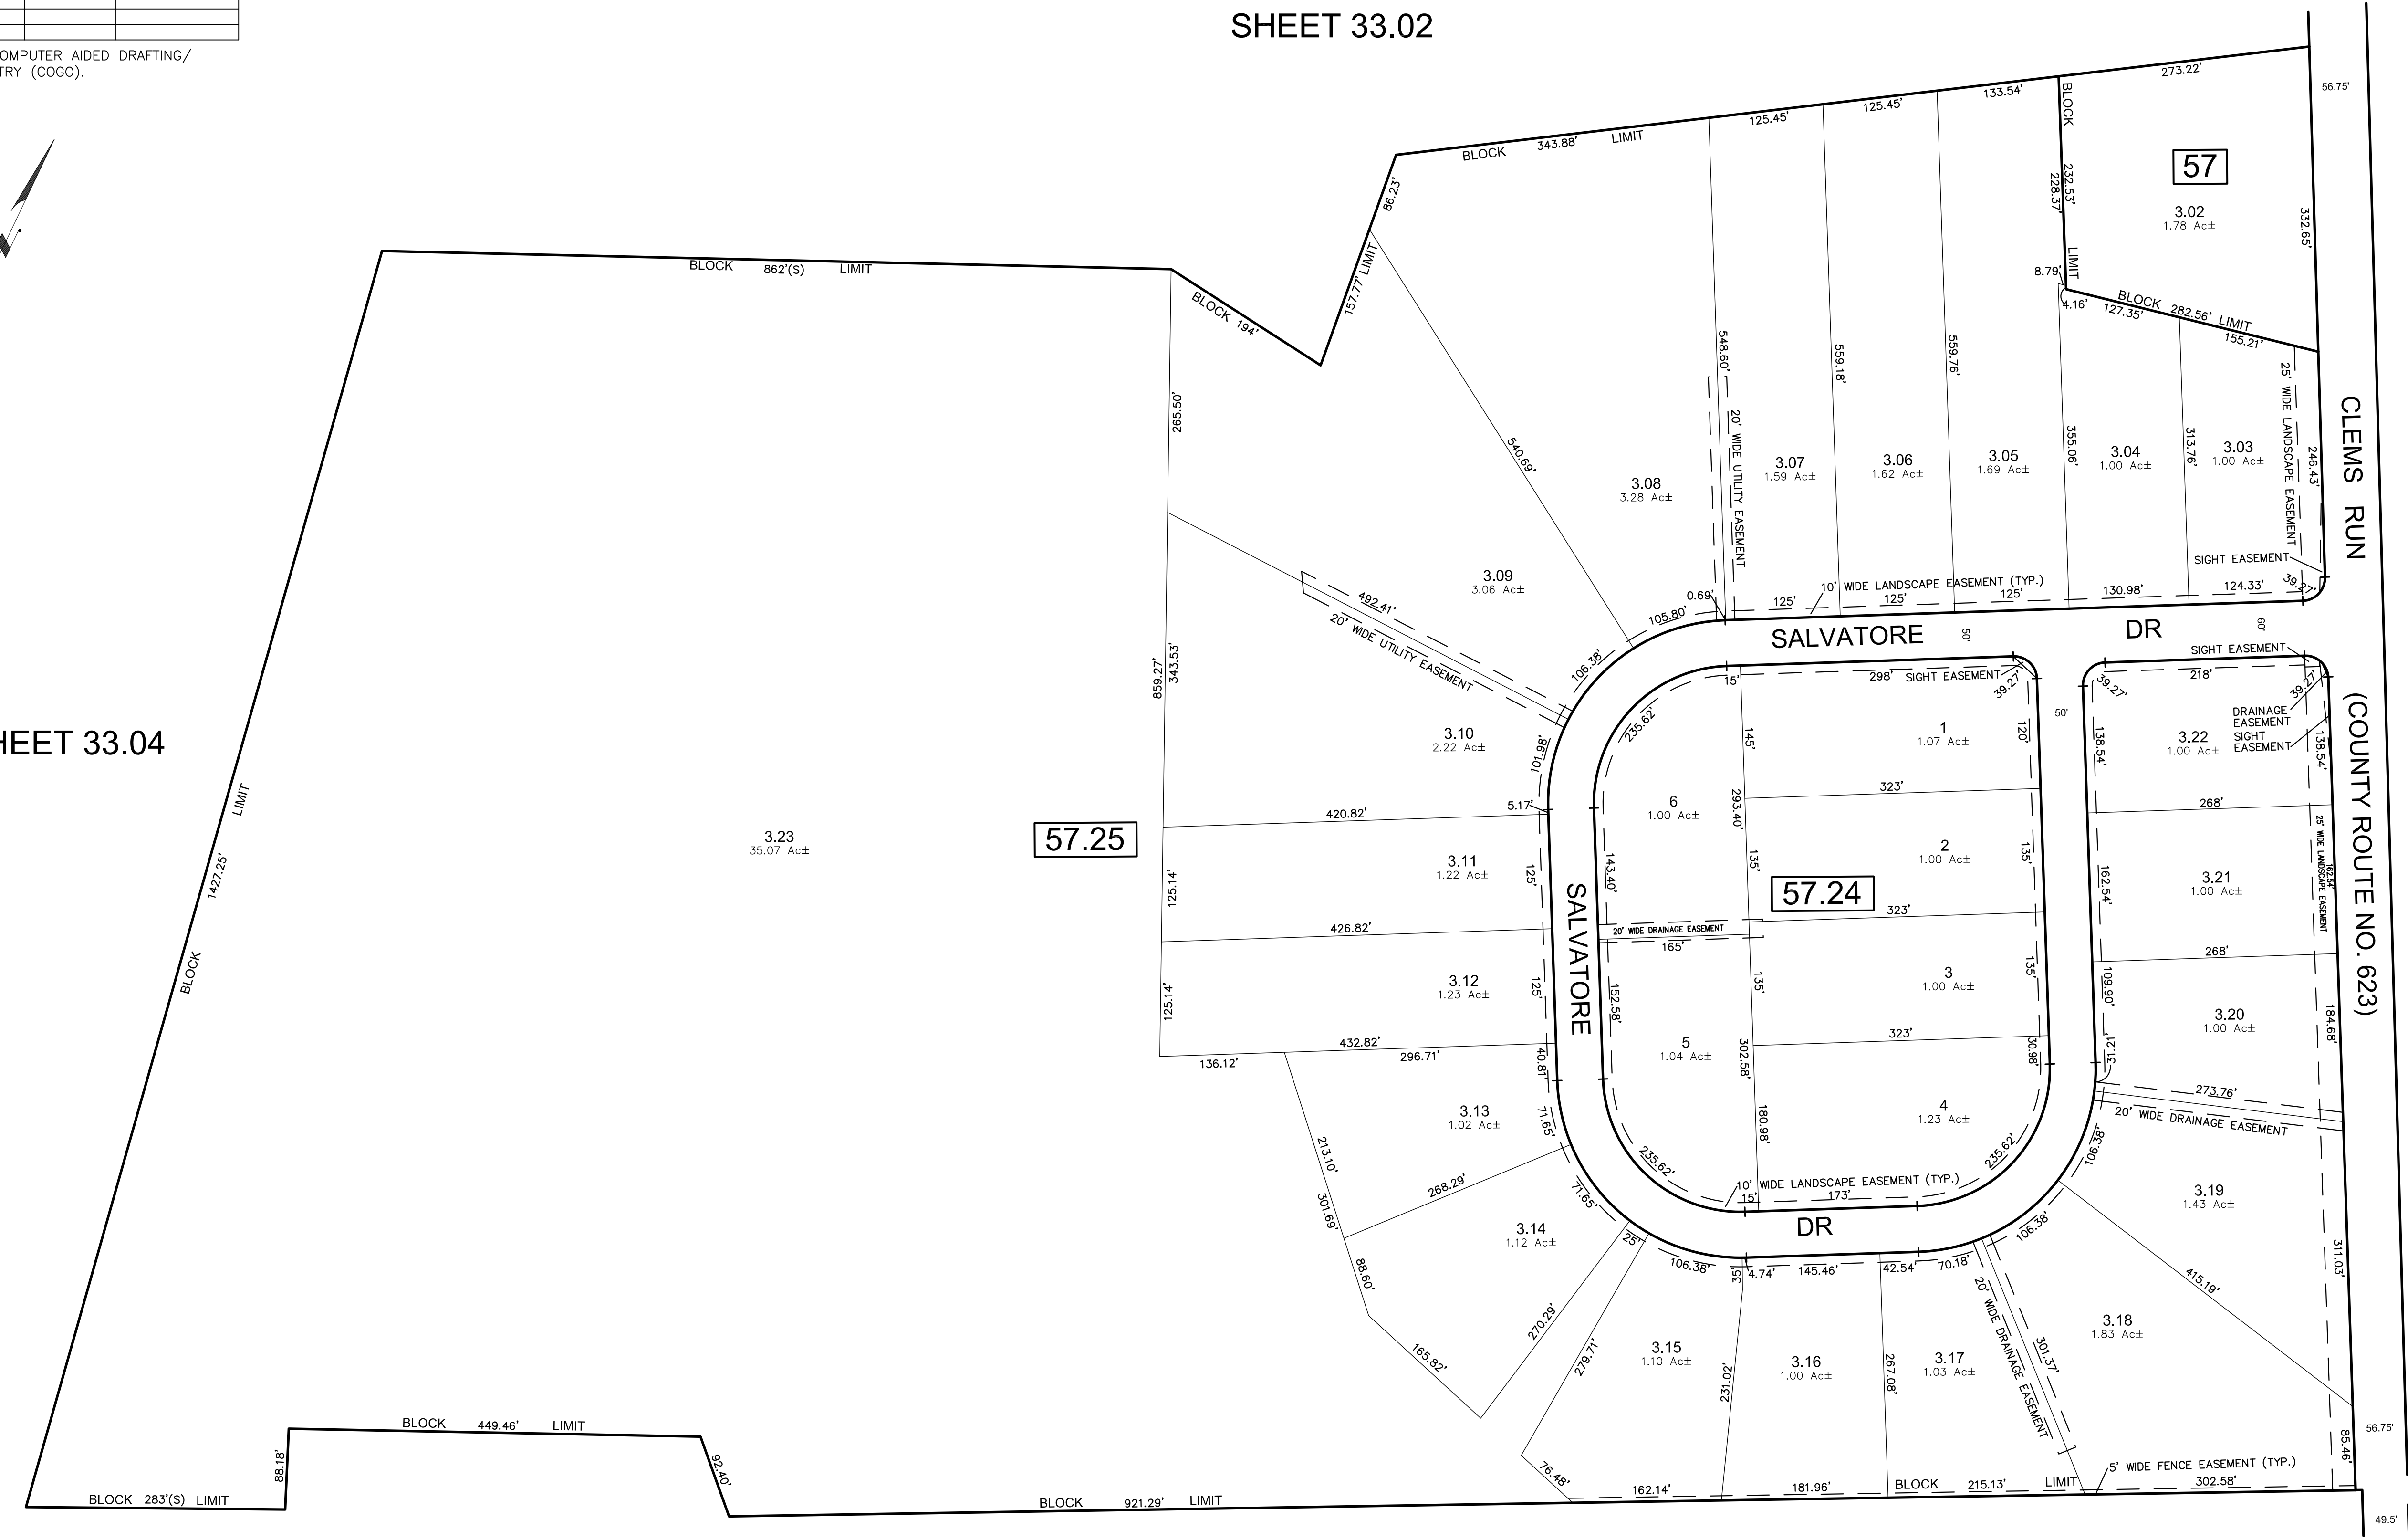 SHEET 33.02
OMPUTER AIDED DRAFTING/
TRY (COGO).
HEET 33.04
BLOCK 862'(S) LIMIT
BLOCK 194'
157.77' LIMIT
86.23'
BLOCK 343.88' LIMIT
125.45'
125.45'
133.54'
273.22'
56.75'
BLOCK
232.53'
228.37'
LIMIT
57
3.02
1.78 Ac±
332.65'
8.79'
4.16'
BLOCK 282.56' LIMIT
127.35'
155.21'
265.50'
540.69'
548.60'
559.18'
559.76'
355.06'
313.76'
246.43'
20' WIDE UTILITY EASEMENT
25' WIDE LANDSCAPE EASEMENT
CLEMS RUN
3.03
1.00 Ac±
3.04
1.00 Ac±
3.05
1.69 Ac±
3.06
1.62 Ac±
3.07
1.59 Ac±
3.08
3.28 Ac±
3.09
3.06 Ac±
SIGHT EASEMENT
39.27'
0.69'
10' WIDE LANDSCAPE EASEMENT (TYP.)
125'
125'
125'
130.98'
124.33'
105.80'
106.38'
SALVATORE DR
50'
60'
492.41'
20' WIDE UTILITY EASEMENT
SIGHT EASEMENT
15'
298'
SIGHT EASEMENT
39.27'
39.27'
218'
39.27'
50'
DRAINAGE
EASEMENT
SIGHT
EASEMENT
859.27'
343.53'
3.10
2.22 Ac±
101.98'
5.17'
235.62'
145'
1
1.07 Ac±
120'
138.54'
3.22
1.00 Ac±
138.54'
(COUNTY ROUTE NO. 623)
3.23
35.07 Ac±
57.25
420.82'
6
1.00 Ac±
293.40'
323'
268'
25' WIDE LANDSCAPE EASEMENT
162.54'
125.14'
3.11
1.22 Ac±
125'
143.40'
135'
2
1.00 Ac±
135'
162.54'
3.21
1.00 Ac±
57.24
323'
426.82'
SALVATORE
20' WIDE DRAINAGE EASEMENT
165'
268'
125.14'
3.12
1.23 Ac±
125'
152.58'
135'
3
1.00 Ac±
135'
109.90'
3.20
1.00 Ac±
184.68'
432.82'
136.12'
296.71'
40.81'
5
1.04 Ac±
302.58'
323'
30.98'
31.21'
273.76'
20' WIDE DRAINAGE EASEMENT
3.13
1.02 Ac±
71.65'
213.10'
301.69'
268.29'
180.98'
4
1.23 Ac±
235.62'
235.62'
106.38'
10' WIDE LANDSCAPE EASEMENT (TYP.)
15'
173'
DR
3.19
1.43 Ac±
71.65'
3.14
1.12 Ac±
25'
88.60'
106.38'
35'
4.74'
145.46'
42.54'
70.18'
106.38'
311.03'
415.19'
165.82'
270.29'
279.71'
3.15
1.10 Ac±
231.02'
3.16
1.00 Ac±
267.08'
3.17
1.03 Ac±
20' WIDE DRAINAGE EASEMENT
301.37'
3.18
1.83 Ac±
56.75'
85.46'
76.48'
162.14'
181.96'
BLOCK 215.13' LIMIT
5' WIDE FENCE EASEMENT (TYP.)
302.58'
49.5'
BLOCK 1427.25' LIMIT
BLOCK 283'(S) LIMIT
88.18'
BLOCK 449.46' LIMIT
92.40'
BLOCK 921.29' LIMIT